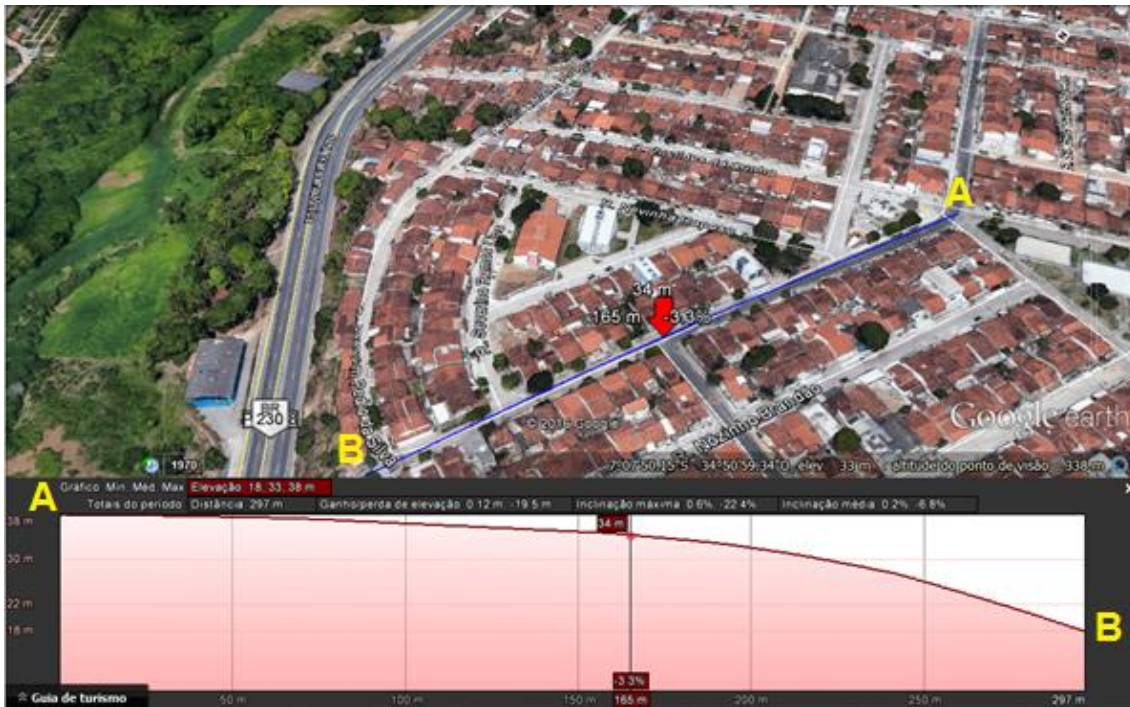 A
34 m
165 m -3.3%
BR
230
B
Nozinho Brandão
© 2016 Google
Google earth
1970
7°07'50.15"S 34°50'59.34"O elev. 33 m altitude do ponto de visão 938 m
A
Gráfico Mín. Méd. Máx Elevação: 18, 33, 38 m
Totais do período: Distância: 297 m Ganho/perda de elevação: 0.12 m, -19.5 m Inclinação máxima: 0.6%, -22.4% Inclinação média: 0.2%, -6.8%
38 m
34 m
30 m
22 m
18 m
B
-3.3%
50 m 100 m 150 m 165 m 200 m 250 m 297 m
Guia de turismo